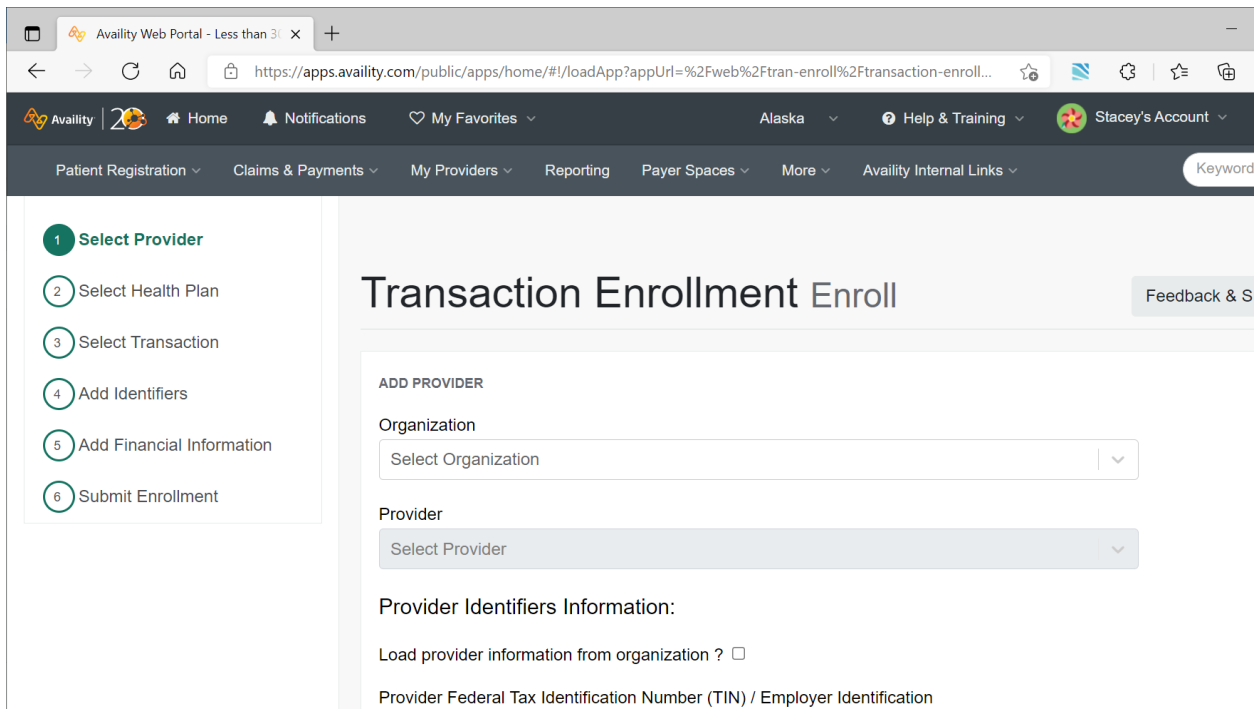 Availity Web Portal - Less than 30
https://apps.availity.com/public/apps/home/#!/loadApp?appUrl=%2Fweb%2Ftran-enroll%2Ftransaction-enroll...
Availity 20 Home Notifications My Favorites Alaska Help & Training Stacey's Account
Patient Registration Claims & Payments My Providers Reporting Payer Spaces More Availity Internal Links Keyword
1 Select Provider
2 Select Health Plan
3 Select Transaction
4 Add Identifiers
5 Add Financial Information
6 Submit Enrollment
Transaction Enrollment Enroll
Feedback & S
ADD PROVIDER
Organization
Select Organization
Provider
Select Provider
Provider Identifiers Information:
Load provider information from organization ?
Provider Federal Tax Identification Number (TIN) / Employer Identification